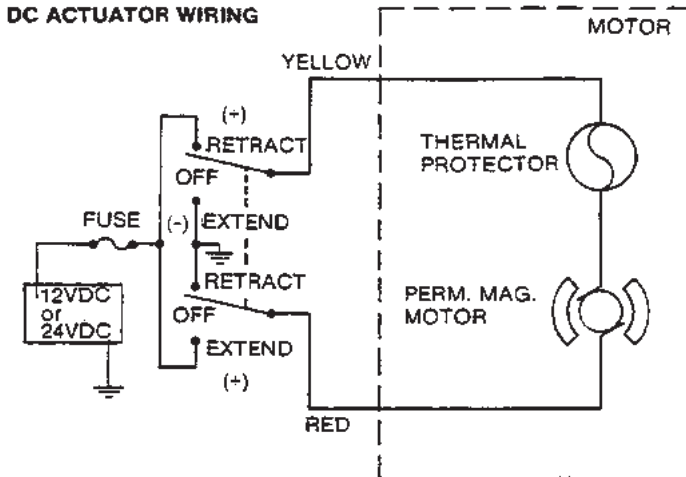 DC ACTUATOR WIRING
MOTOR
YELLOW
(+)
RETRACT
OFF
THERMAL
PROTECTOR
FUSE
(-)
EXTEND
RETRACT
OFF
12VDC
or
24VDC
PERM. MAG.
MOTOR
EXTEND
(+)
RED